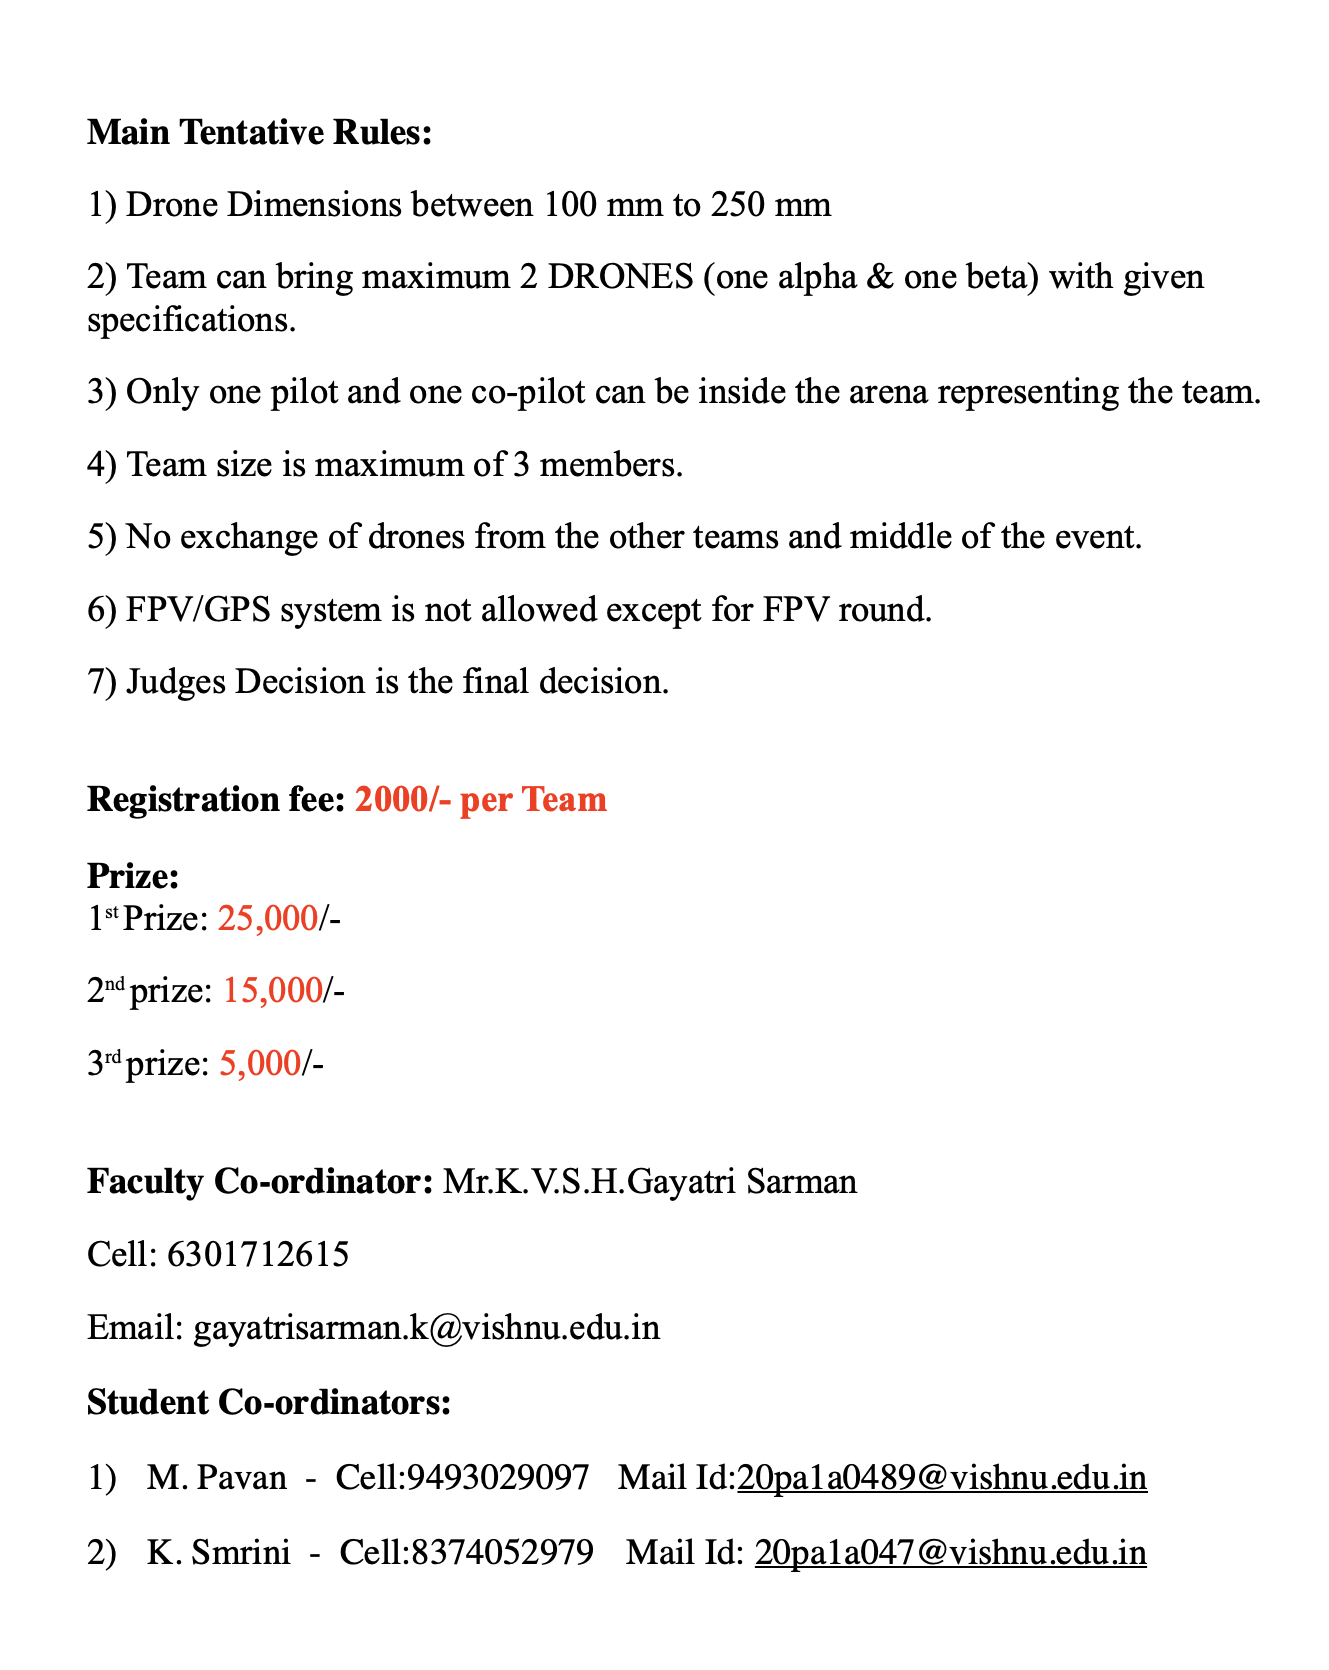 Main Tentative Rules:
1) Drone Dimensions between 100 mm to 250 mm
2) Team can bring maximum 2 DRONES (one alpha & one beta) with given
specifications.
3) Only one pilot and one co-pilot can be inside the arena representing the team.
4) Team size is maximum of 3 members.
5) No exchange of drones from the other teams and middle of the event.
6) FPV/GPS system is not allowed except for FPV round.
7) Judges Decision is the final decision.
Registration fee: 2000/- per Team
Prize:
1st Prize: 25,000/-
2nd prize: 15,000/-
3rd prize: 5,000/-
Faculty Co-ordinator: Mr.K.V.S.H.Gayatri Sarman
Cell: 6301712615
Email: gayatrisarman.k@vishnu.edu.in
Student Co-ordinators:
1) M. Pavan - Cell:9493029097 Mail Id:20pa1a0489@vishnu.edu.in
2) K. Smrini - Cell:8374052979 Mail Id: 20pa1a047@vishnu.edu.in